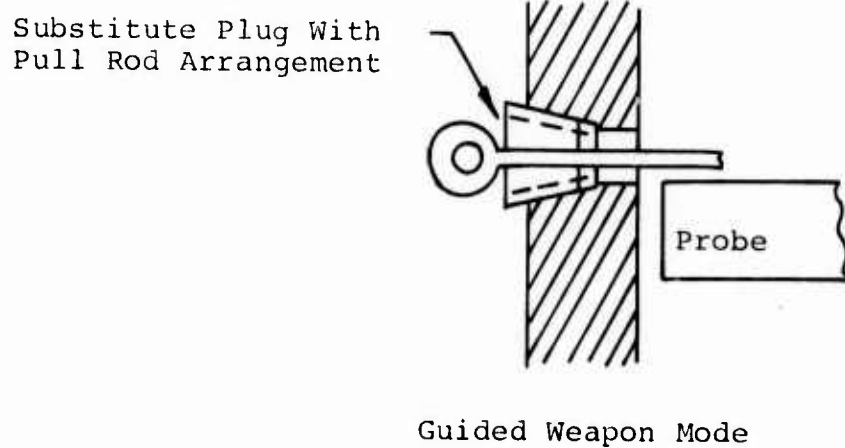 Substitute Plug With
Pull Rod Arrangement
Probe
Guided Weapon Mode